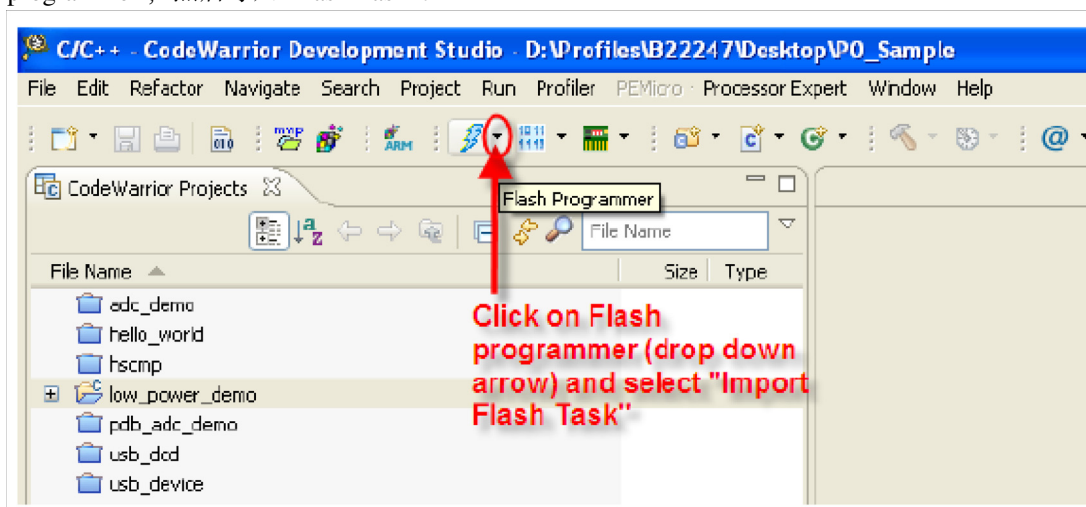 C/C++ - CodeWarrior Development Studio - D:\Profiles\B22247\Desktop\P0_Sample
File Edit Refactor Navigate Search Project Run Profiler PEMicro Processor Expert Window Help
CodeWarrior Projects
Flash Programmer
File Name
File Name Size Type
adc_demo
hello_world
hscmp
low_power_demo
pdb_adc_demo
usb_dcd
usb_device
Click on Flash
programmer (drop down
arrow) and select "Import
Flash Task"